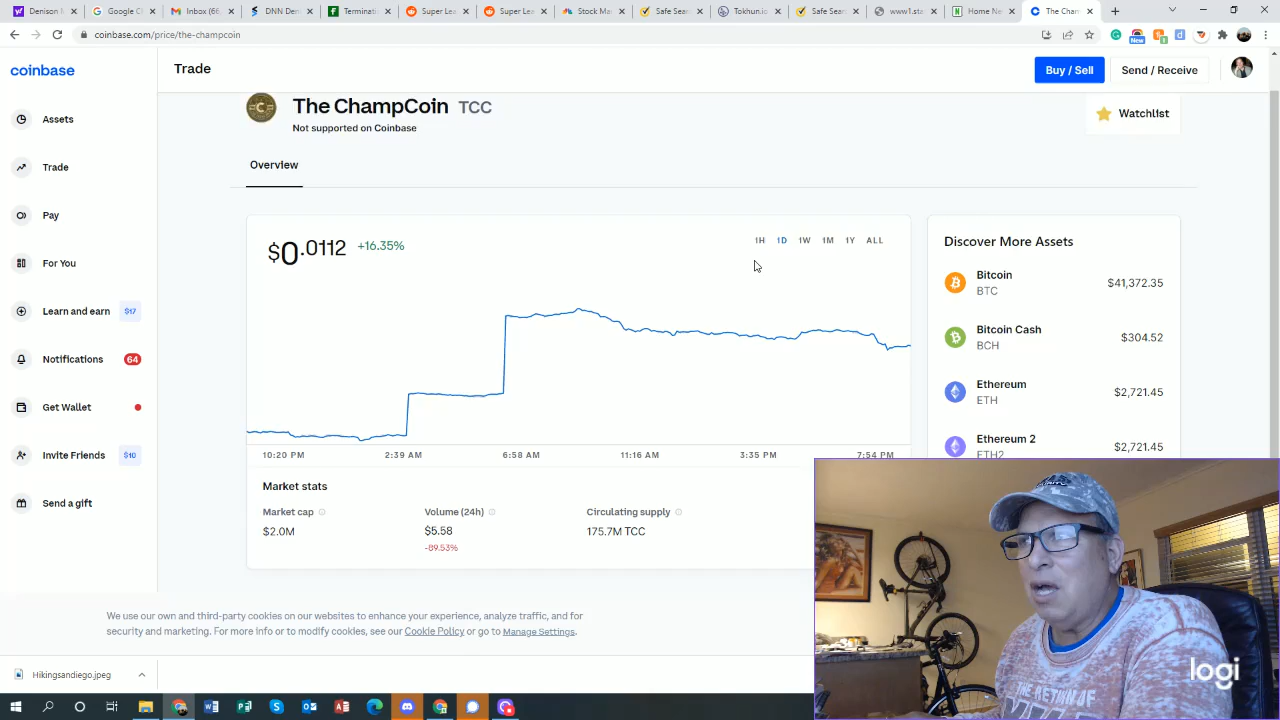 Denison M
Google C
Inbox (66
DNN Den
Terminati
Super Lea
Super Lea
Stock Ma
Safe Sear
Tokhun.i
Safe Sear
www1.sta
Home Ne
The Cham
coinbase.com/price/the-champcoin
New
coinbase
Trade
Buy / Sell
Send / Receive
Assets
Trade
Pay
For You
Learn and earn
$17
Notifications
64
Get Wallet
Invite Friends
$10
Send a gift
The ChampCoin TCC
Not supported on Coinbase
Watchlist
Overview
$0.0112 +16.35%
1H 1D 1W 1M 1Y ALL
10:20 PM 2:39 AM 6:58 AM 11:16 AM 3:35 PM 7:54 PM
Market stats
Market cap
Volume (24h)
Circulating supply
$2.0M
$5.58
175.7M TCC
-89.53%
Discover More Assets
Bitcoin
BTC
$41,372.35
Bitcoin Cash
BCH
$304.52
Ethereum
ETH
$2,721.45
Ethereum 2
ETH2
$2,721.45
We use our own and third-party cookies on our websites to enhance your experience, analyze traffic, and for
security and marketing. For more info or to modify cookies, see our Cookie Policy or go to Manage Settings.
Hikingsandiego.jpeg
THE RETURN OF
logi